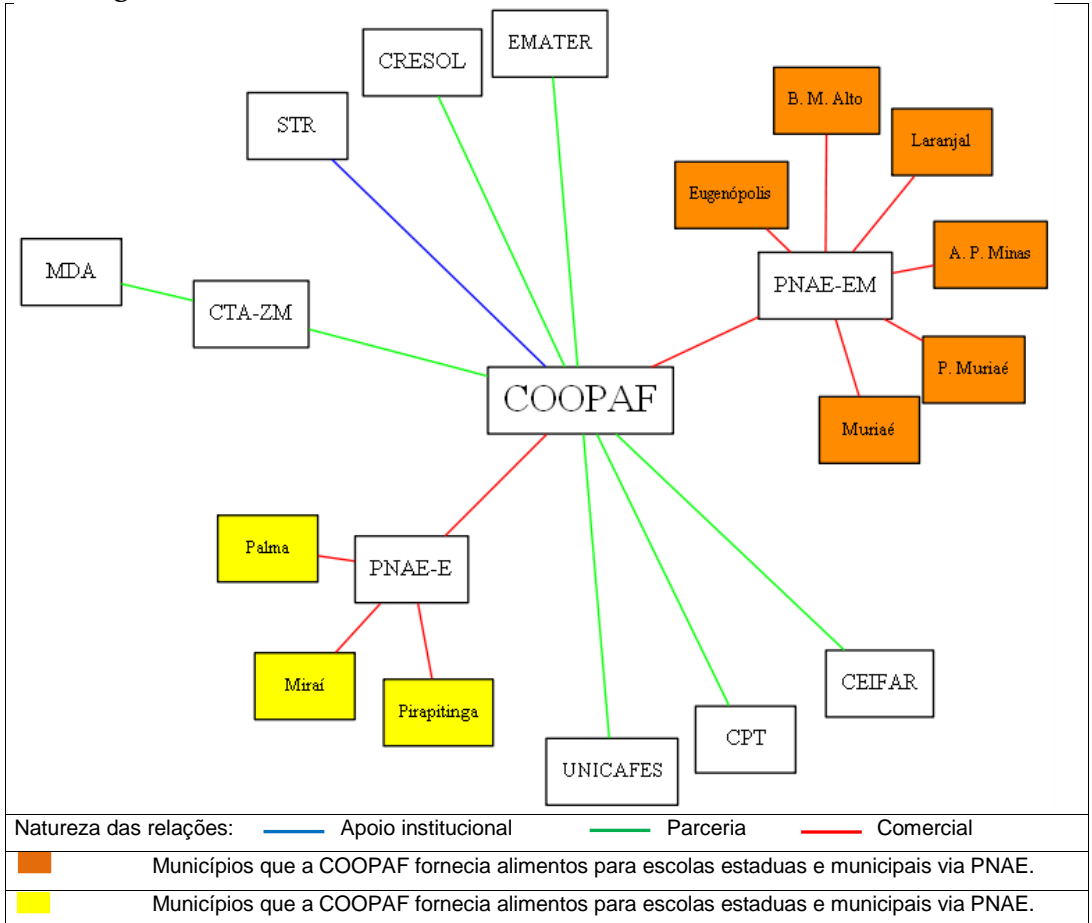 EMATER
CRESOL
STR
B. M. Alto
Laranjal
Eugenópolis
A. P. Minas
MDA
PNAE-EM
CTA-ZM
P. Muriaé
COOPAF
Muriaé
Palma
PNAE-E
Miraí
Pirapitinga
CEIFAR
CPT
UNICAFES
Natureza das relações: Apoio institucional Parceria Comercial
Municípios que a COOPAF fornecia alimentos para escolas estaduas e municipais via PNAE.
Municípios que a COOPAF fornecia alimentos para escolas estaduas e municipais via PNAE.